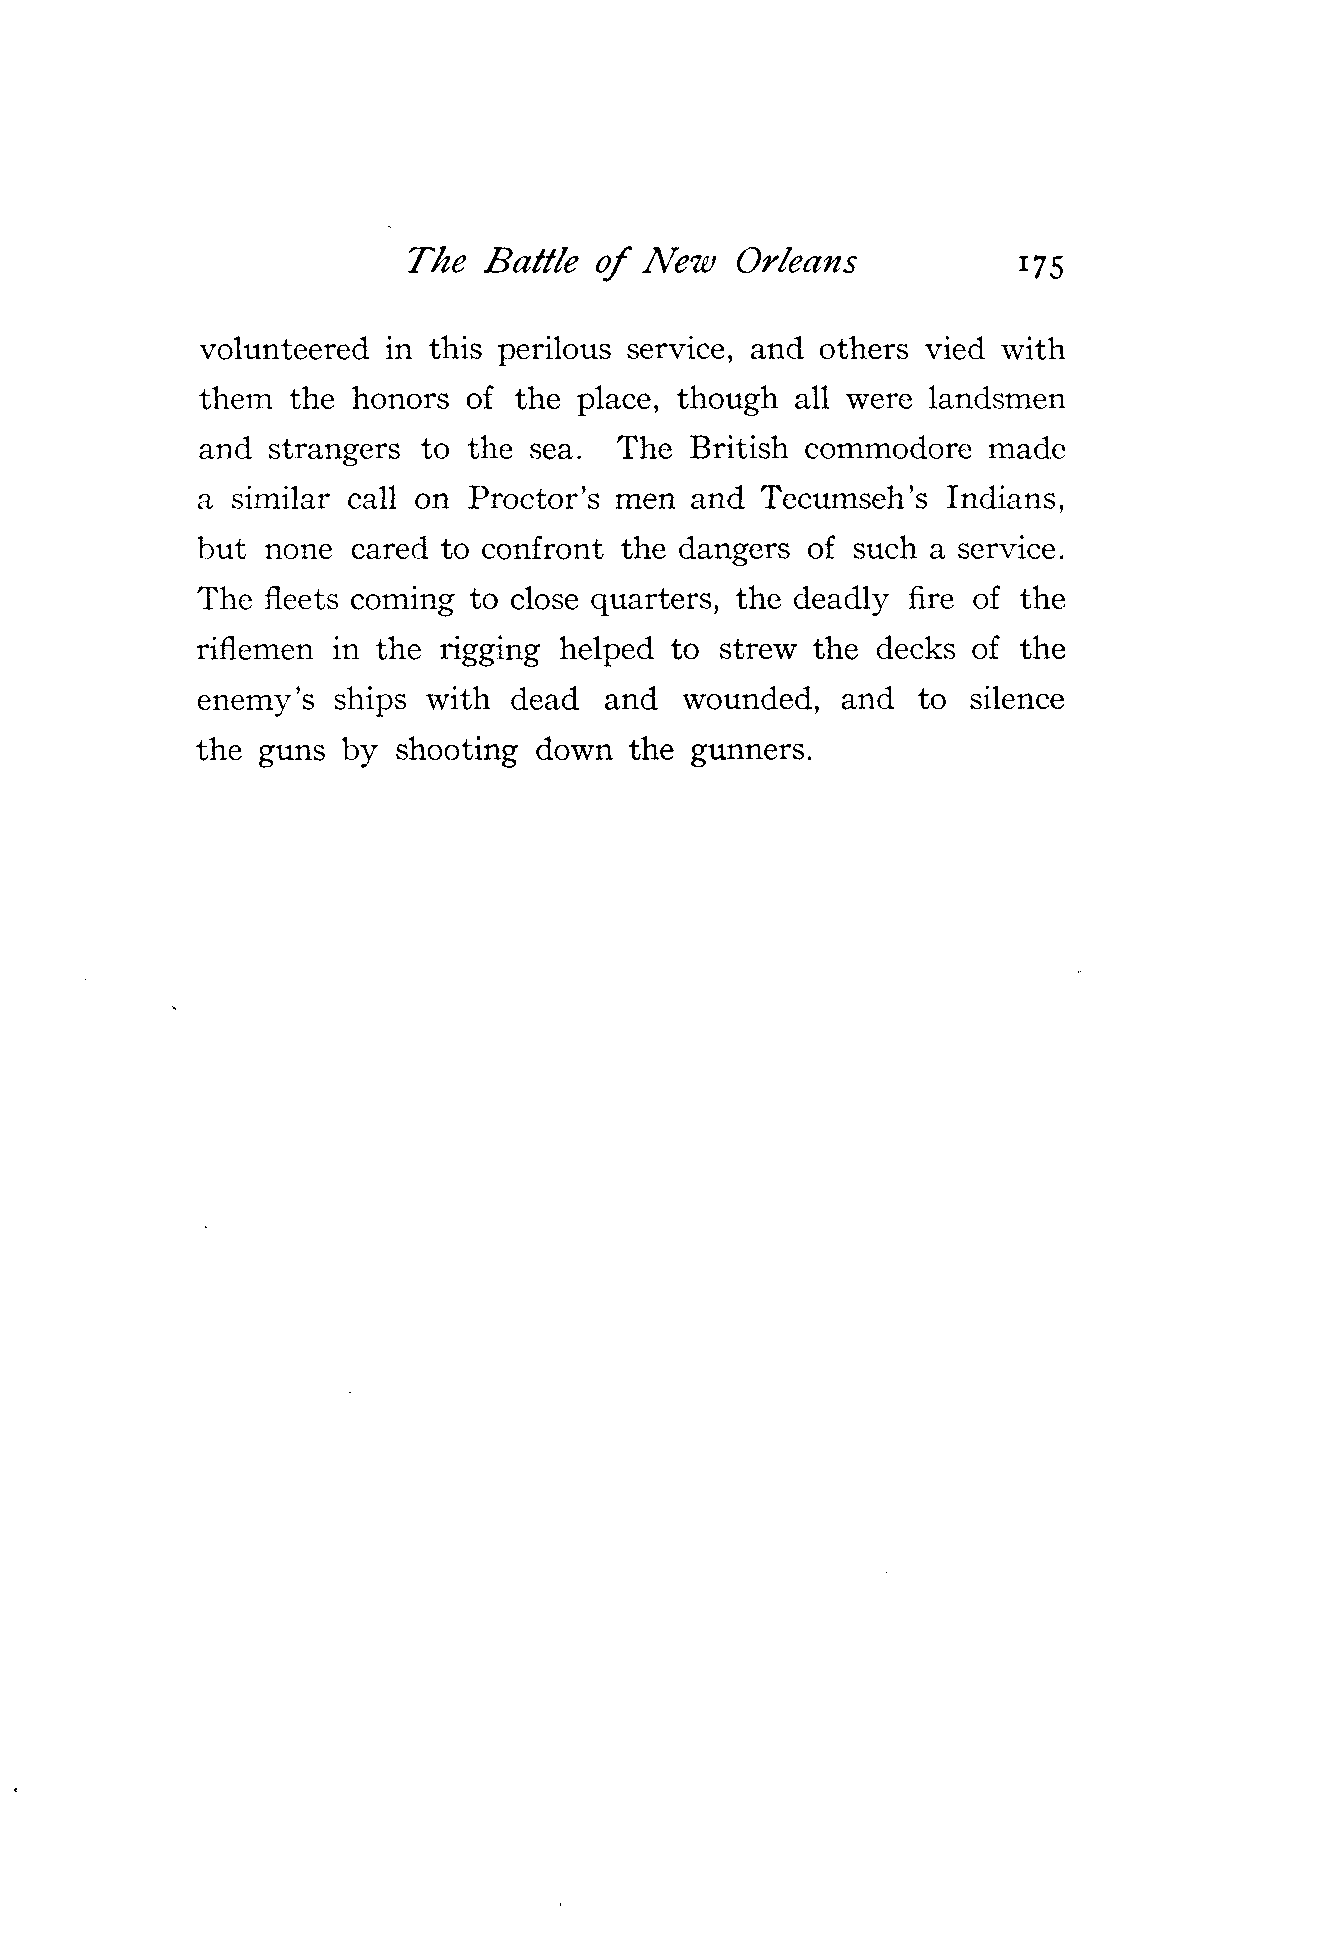 The Battle of New Orleans 175
volunteered in this perilous service, and others vied with
them the honors of the place, though all were landsmen
and strangers to the sea. The British commodore made
a similar call on Proctor's men and Tecumseh's Indians,
but none cared to confront the dangers of such a service.
The fleets coming to close quarters, the deadly fire of the
riflemen in the rigging helped to strew the decks of the
enemy's ships with dead and wounded, and to silence
the guns by shooting down the gunners.